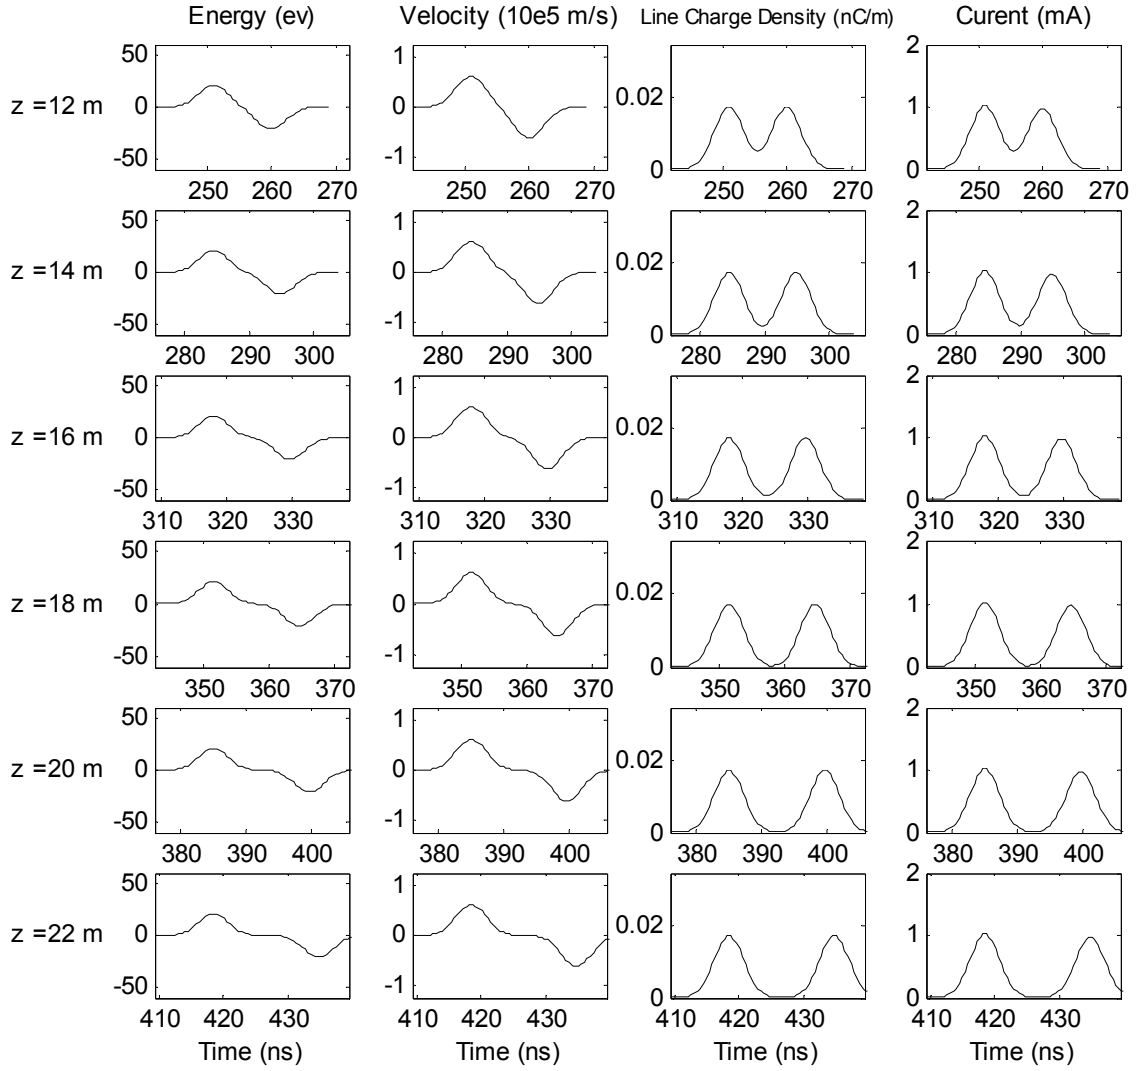 Energy (ev) Velocity (10e5 m/s) Line Charge Density (nC/m) Curent (mA)
z =12 m
50 0 -50
250 260 270
1 0 -1
250 260 270
0.02 0
250 260 270
2 1 0
250 260 270
z =14 m
50 0 -50
280 290 300
1 0 -1
280 290 300
0.02 0
280 290 300
2 1 0
280 290 300
z =16 m
50 0 -50
310 320 330
1 0 -1
310 320 330
0.02 0
310 320 330
2 1 0
310 320 330
z =18 m
50 0 -50
350 360 370
1 0 -1
350 360 370
0.02 0
350 360 370
2 1 0
350 360 370
z =20 m
50 0 -50
380 390 400
1 0 -1
380 390 400
0.02 0
380 390 400
2 1 0
380 390 400
z =22 m
50 0 -50
410 420 430
1 0 -1
410 420 430
0.02 0
410 420 430
2 1 0
410 420 430
Time (ns) Time (ns) Time (ns) Time (ns)